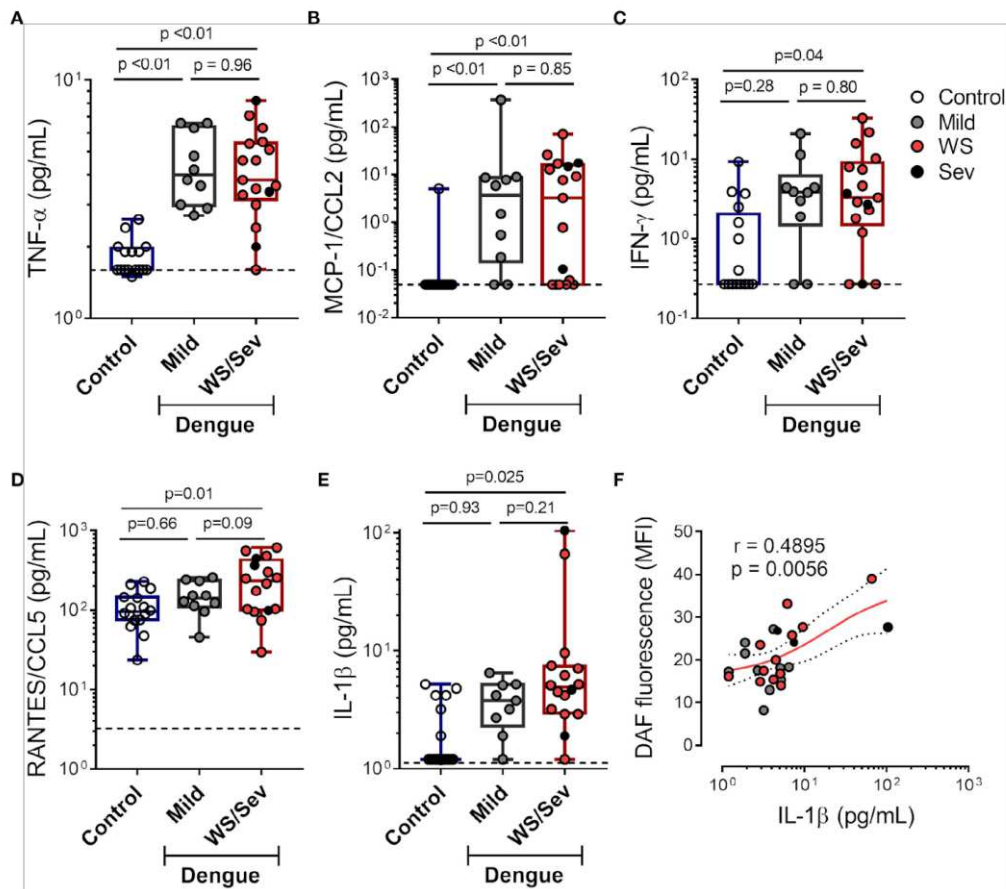 A
p <0.01
p <0.01
p = 0.96
TNF-α (pg/mL)
10¹
10⁰
Control
Mild
WS/Sev
Dengue
B
p <0.01
p <0.01
p = 0.85
MCP-1/CCL2 (pg/mL)
10³
10²
10¹
10⁰
10⁻¹
10⁻²
Control
Mild
WS/Sev
Dengue
C
p=0.04
p=0.28
p = 0.80
IFN-γ (pg/mL)
10²
10¹
10⁰
10⁻¹
Control
Mild
WS/Sev
Dengue
Control
Mild
WS
Sev
D
p=0.01
p=0.66
p=0.09
RANTES/CCL5 (pg/mL)
10³
10²
10¹
10⁰
Control
Mild
WS/Sev
Dengue
E
p=0.025
p=0.93
p=0.21
IL-1β (pg/mL)
10²
10¹
10⁰
Control
Mild
WS/Sev
Dengue
F
r = 0.4895
p = 0.0056
DAF fluorescence (MFI)
50
40
30
20
10
0
10⁰
10¹
10²
10³
IL-1β (pg/mL)